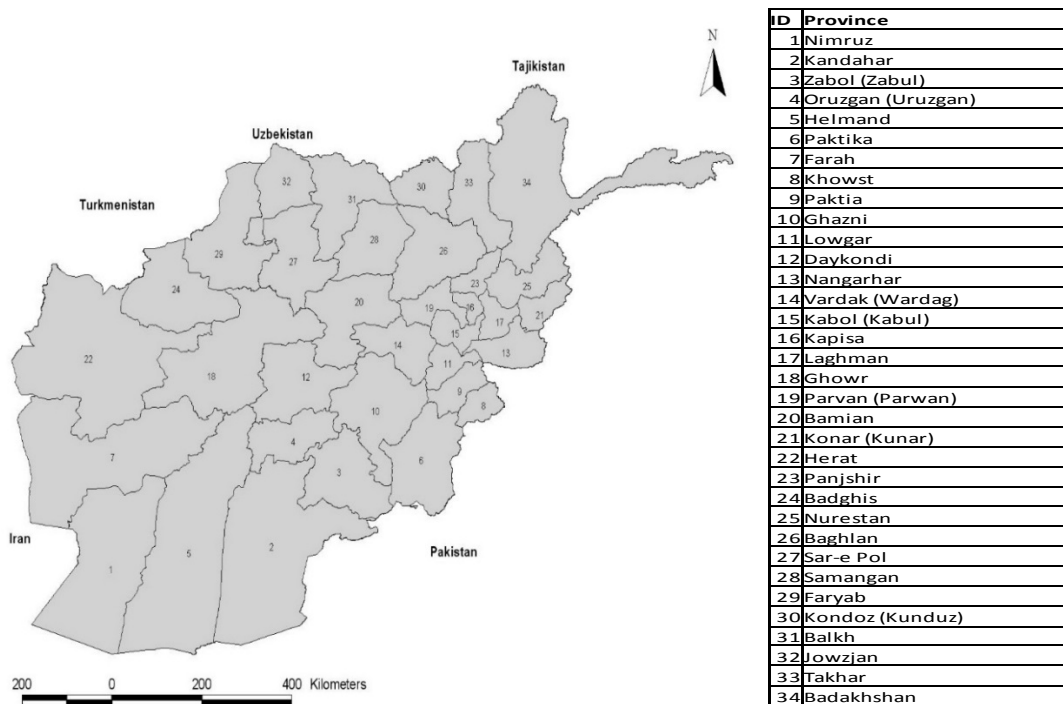 N
Tajikistan
Uzbekistan
Turkmenistan
Iran
Pakistan
32
31
30
33
34
29
28
27
26
24
23
25
20
19
16
21
22
15
17
14
13
18
12
11
10
9
8
7
4
3
6
1
5
2
200 0 200 400 Kilometers
ID Province
1 Nimruz
2 Kandahar
3 Zabol (Zabul)
4 Oruzgan (Uruzgan)
5 Helmand
6 Paktika
7 Farah
8 Khowst
9 Paktia
10 Ghazni
11 Lowgar
12 Daykondi
13 Nangarhar
14 Vardak (Wardag)
15 Kabol (Kabul)
16 Kapisa
17 Laghman
18 Ghowr
19 Parvan (Parwan)
20 Bamian
21 Konar (Kunar)
22 Herat
23 Panjshir
24 Badghis
25 Nurestan
26 Baghlan
27 Sar-e Pol
28 Samangan
29 Faryab
30 Kondoz (Kunduz)
31 Balkh
32 Jowzjan
33 Takhar
34 Badakhshan